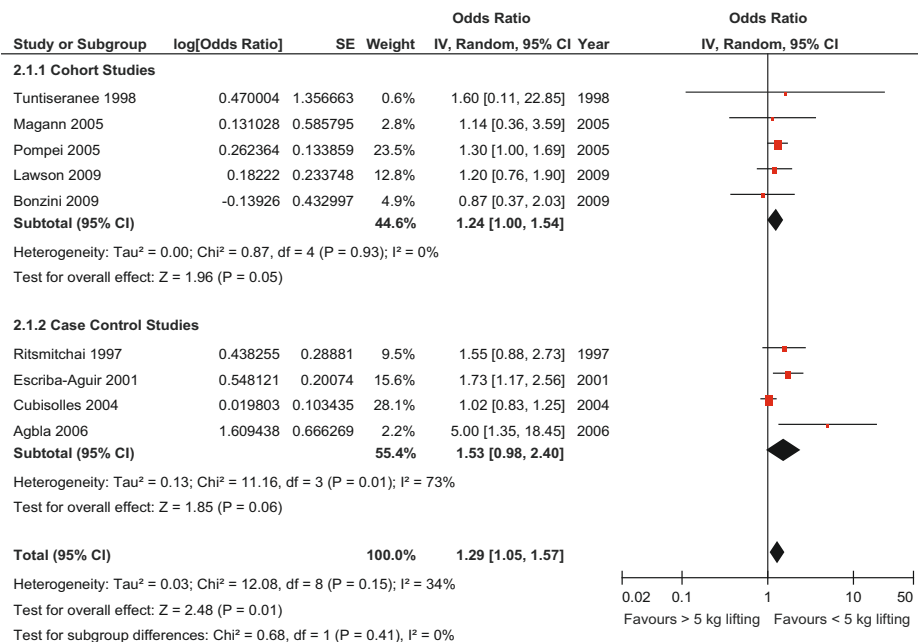 Odds Ratio Odds Ratio
Study or Subgroup log[Odds Ratio] SE Weight IV, Random, 95% CI Year IV, Random, 95% CI
2.1.1 Cohort Studies
Tuntiseranee 1998 0.470004 1.356663 0.6% 1.60 [0.11, 22.85] 1998
Magann 2005 0.131028 0.585795 2.8% 1.14 [0.36, 3.59] 2005
Pompei 2005 0.262364 0.133859 23.5% 1.30 [1.00, 1.69] 2005
Lawson 2009 0.18222 0.233748 12.8% 1.20 [0.76, 1.90] 2009
Bonzini 2009 -0.13926 0.432997 4.9% 0.87 [0.37, 2.03] 2009
Subtotal (95% CI) 44.6% 1.24 [1.00, 1.54]
Heterogeneity: Tau² = 0.00; Chi² = 0.87, df = 4 (P = 0.93); I² = 0%
Test for overall effect: Z = 1.96 (P = 0.05)
2.1.2 Case Control Studies
Ritsmitchai 1997 0.438255 0.28881 9.5% 1.55 [0.88, 2.73] 1997
Escriba-Aguir 2001 0.548121 0.20074 15.6% 1.73 [1.17, 2.56] 2001
Cubisolles 2004 0.019803 0.103435 28.1% 1.02 [0.83, 1.25] 2004
Agbla 2006 1.609438 0.666269 2.2% 5.00 [1.35, 18.45] 2006
Subtotal (95% CI) 55.4% 1.53 [0.98, 2.40]
Heterogeneity: Tau² = 0.13; Chi² = 11.16, df = 3 (P = 0.01); I² = 73%
Test for overall effect: Z = 1.85 (P = 0.06)
Total (95% CI) 100.0% 1.29 [1.05, 1.57]
Heterogeneity: Tau² = 0.03; Chi² = 12.08, df = 8 (P = 0.15); I² = 34%
Test for overall effect: Z = 2.48 (P = 0.01)
Test for subgroup differences: Chi² = 0.68, df = 1 (P = 0.41), I² = 0%
0.02 0.1 1 10 50
Favours > 5 kg lifting Favours < 5 kg lifting